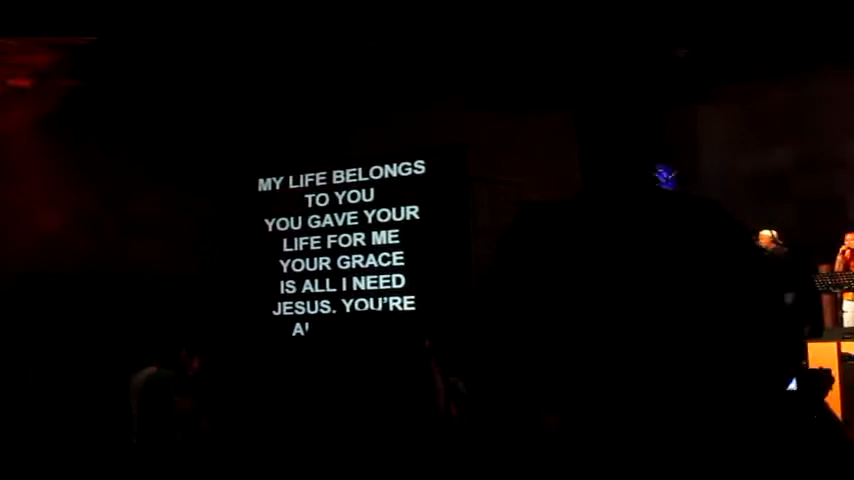 MY LIFE BELONGS
TO YOU
YOU GAVE YOUR
LIFE FOR ME
YOUR GRACE
IS ALL I NEED
JESUS. YOU'RE